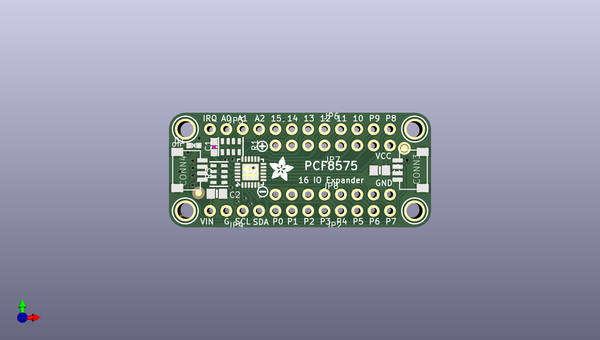 IRQ A0 A1 A2 15 14 13 12 11 10 P9 P8
VCC
PCF8575
16 IO Expander
GND
C2
VIN G SCL SDA P0 P1 P2 P3 P4 P5 P6 P7